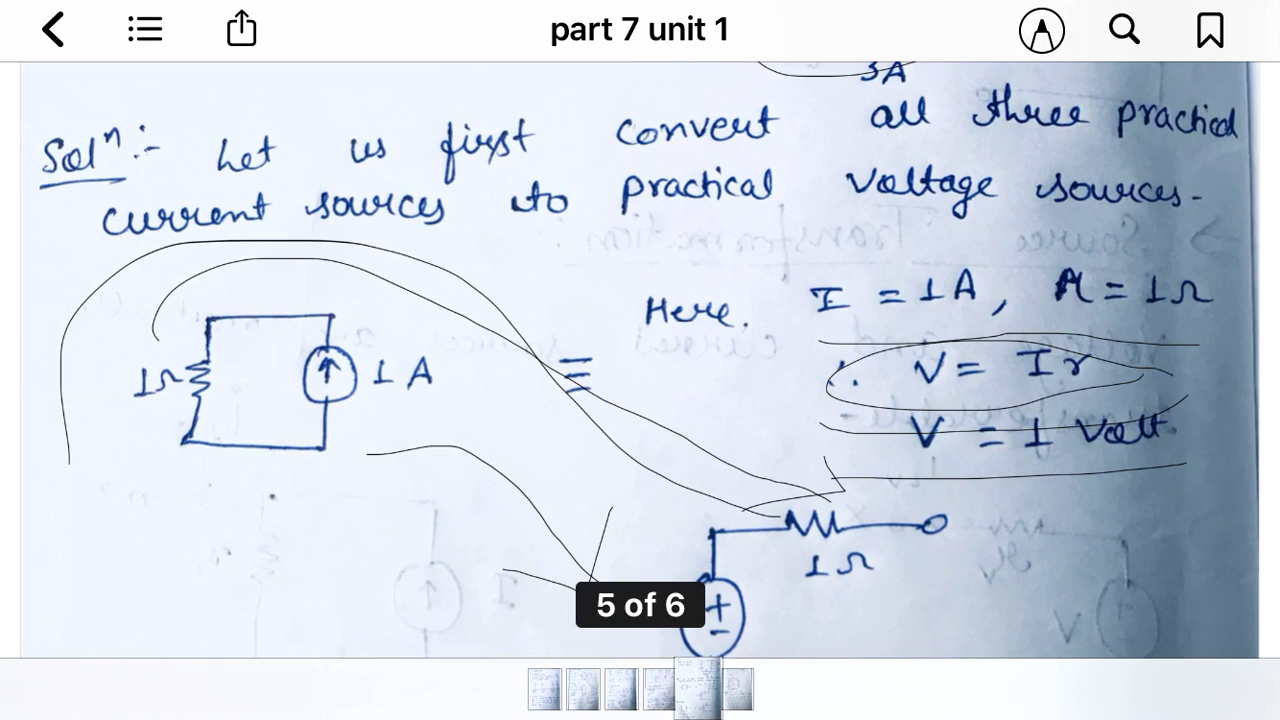 part 7 unit 1
3A
Solⁿ:- Let us first convert all three practical
current sources to practical voltage sources.
Here. I = 1A, r = 1Ω
1Ω
1 A
≡
∴ V = Ir
V = 1 Volt.
1Ω
+
-
5 of 6